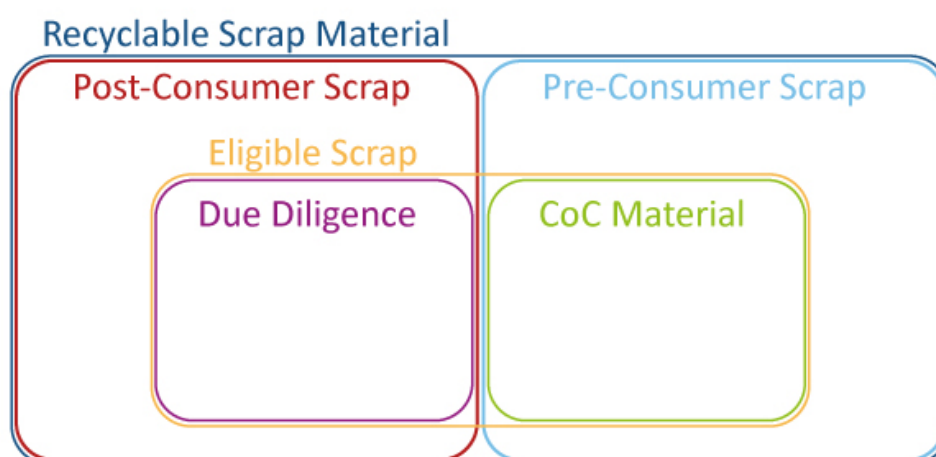 Recyclable Scrap Material
Post-Consumer Scrap
Pre-Consumer Scrap
Eligible Scrap
Due Diligence
CoC Material